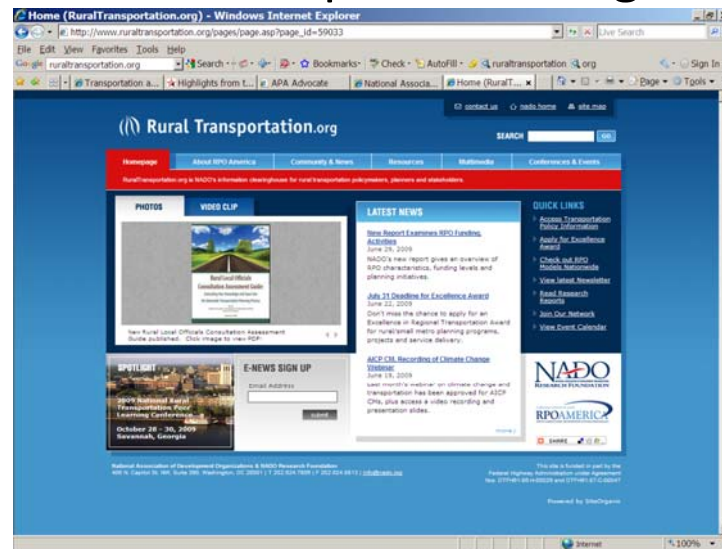 Home (RuralTransportation.org) - Windows Internet Explorer
http://www.ruraltransportation.org/pages/page.asp?page_id=59033
Live Search
File Edit View Favorites Tools Help
Google ruraltransportation.org Search Bookmarks Check AutoFill ruraltransportation org Sign In
Transportation a... Highlights from t... APA Advocate National Associa... Home (RuralT... Page Tools
contact us nado home site map
Rural Transportation.org
SEARCH GO
Homepage About RPO America Community & News Resources Multimedia Conferences & Events
RuralTransportation.org is NADO's information clearinghouse for rural transportation policymakers, planners and stakeholders.
PHOTOS VIDEO CLIP
Rural Local Officials
Consultation Assessment Guide
New Rural Local Officials Consultation Assessment
Guide published. Click image to view PDF!
LATEST NEWS
New Report Examines RPO Funding,
Activities
June 29, 2009
NADO's new report gives an overview of
RPO characteristics, funding levels and
planning initiatives.
July 31 Deadline for Excellence Award
June 22, 2009
Don't miss the chance to apply for an
Excellence in Regional Transportation Award
for rural/small metro planning programs,
projects and service delivery.
AICP CM, Recording of Climate Change
Webinar
June 19, 2009
Last month's webinar on climate change and
transportation has been approved for AICP
CMs, plus access a video recording and
presentation slides.
more
QUICK LINKS
Access Transportation
Policy Information
Apply for Excellence
Award
Check out RPO
Models Nationwide
View latest Newsletter
Read Research
Reports
Join Our Network
View Event Calendar
SPOTLIGHT
2009 National Rural
Transportation Peer
Learning Conference
October 28 - 30, 2009
Savannah, Georgia
E-NEWS SIGN UP
Email Address
submit
NADO
RESEARCH FOUNDATION
RPOAMERICA
SHARE
National Association of Development Organizations & NADO Research Foundation
This site is funded in part by the
Federal Highway Administration under Agreement
Powered by SiteOrganic
Internet 100%